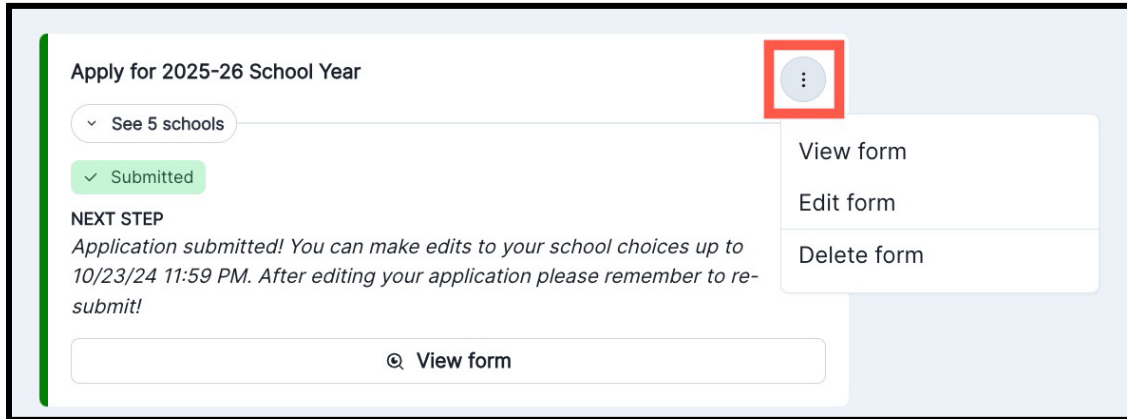 Apply for 2025-26 School Year
See 5 schools
Submitted
NEXT STEP
Application submitted! You can make edits to your school choices up to
10/23/24 11:59 PM. After editing your application please remember to re-
submit!
View form
View form
Edit form
Delete form